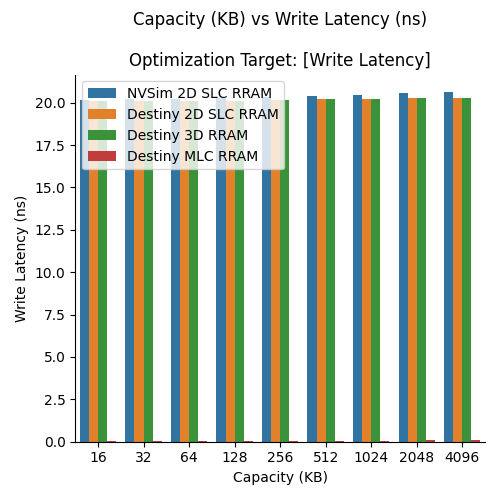 Capacity (KB) vs Write Latency (ns)
Optimization Target: [Write Latency]
NVSim 2D SLC RRAM
Destiny 2D SLC RRAM
Destiny 3D RRAM
Destiny MLC RRAM
Write Latency (ns)
20.0
17.5
15.0
12.5
10.0
7.5
5.0
2.5
0.0
16 32 64 128 256 512 1024 2048 4096
Capacity (KB)